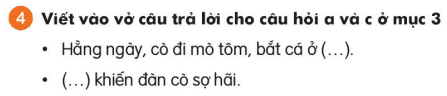 4 Viết vào vở câu trả lời cho câu hỏi a và c ở mục 3
• Hằng ngày, cò đi mò tôm, bắt cá ở (...).
• (...) khiến đàn cò sợ hãi.